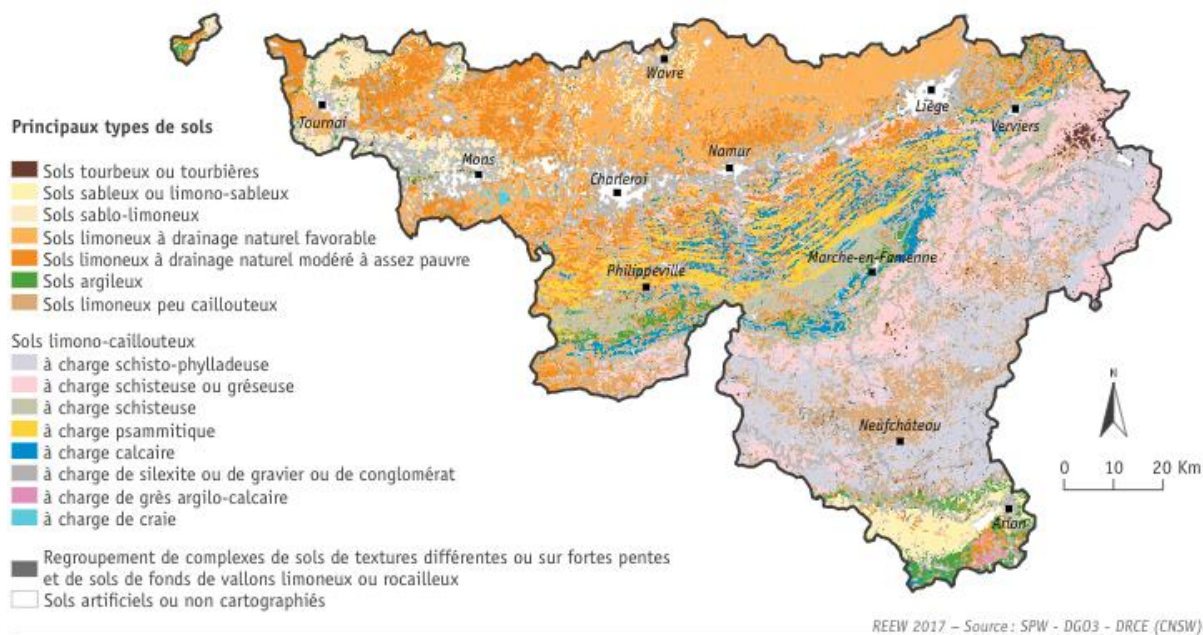 Principaux types de sols
Sols tourbeux ou tourbières
Sols sableux ou limono-sableux
Sols sablo-limoneux
Sols limoneux à drainage naturel favorable
Sols limoneux à drainage naturel modéré à assez pauvre
Sols argileux
Sols limoneux peu caillouteux
Sols limono-caillouteux
à charge schisto-phylladeuse
à charge schisteuse ou gréseuse
à charge schisteuse
à charge psammitique
à charge calcaire
à charge de silexite ou de gravier ou de conglomérat
à charge de grès argilo-calcaire
à charge de craie
Regroupement de complexes de sols de textures différentes ou sur fortes pentes
et de sols de fonds de vallons limoneux ou rocailleux
Sols artificiels ou non cartographiés
Wavre
Liège
Tournai
Verviers
Mons
Namur
Charleroi
Marche-en-Famenne
Philippeville
Neufchâteau
Arlon
N
0 10 20 Km
REEW 2017 – Source : SPW - DGO3 - DRCE (CNSW)